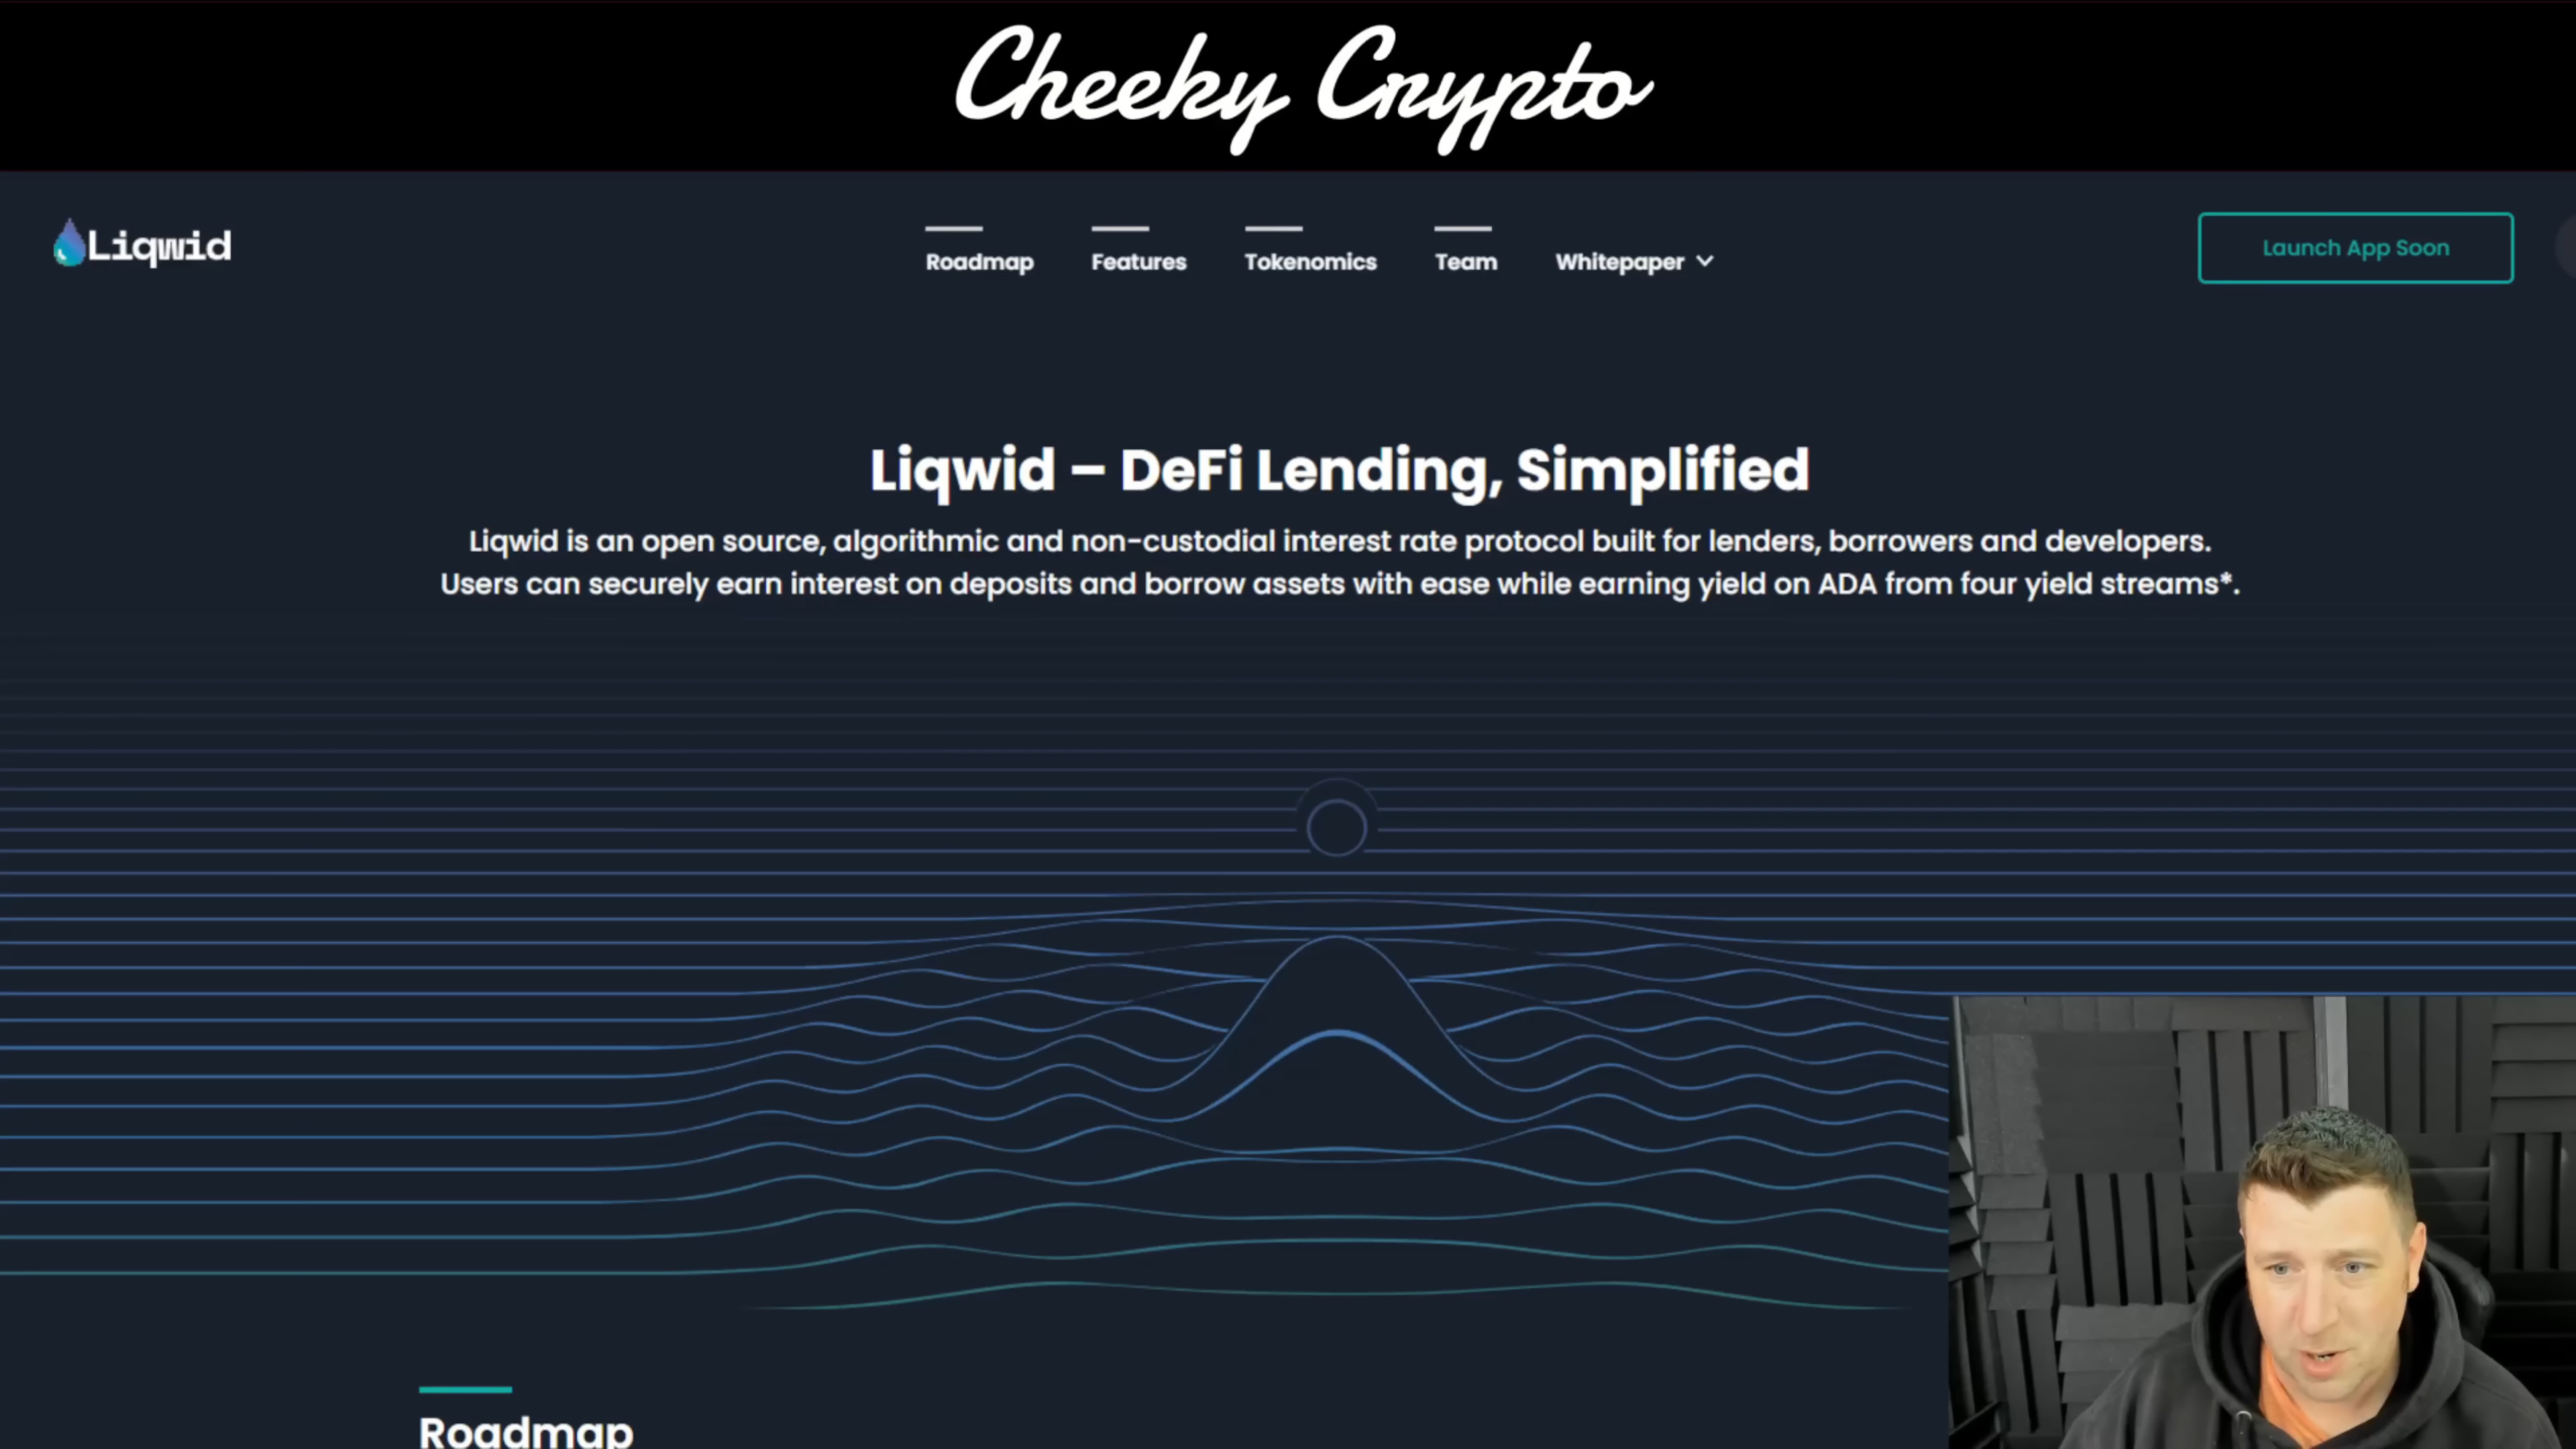 Cheeky Crypto
Liqwid
Roadmap
Features
Tokenomics
Team
Whitepaper
Launch App Soon
Liqwid – DeFi Lending, Simplified
Liqwid is an open source, algorithmic and non-custodial interest rate protocol built for lenders, borrowers and developers.
Users can securely earn interest on deposits and borrow assets with ease while earning yield on ADA from four yield streams*.
Roadmap